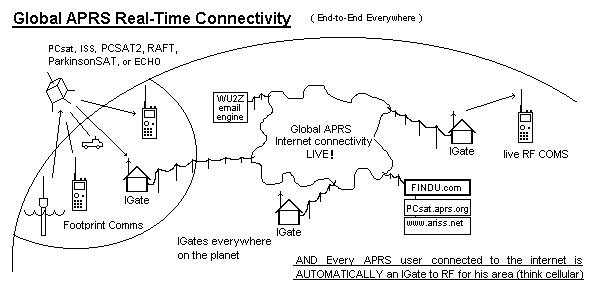 Global APRS Real-Time Connectivity ( End-to-End Everywhere )
PCsat, ISS, PCSAT2, RAFT,
ParkinsonSAT, or ECHO
WU2Z
email
engine
Global APRS
Internet connectivity
LIVE!
IGate
live RF COMS
IGate
Footprint Comms
FINDU.com
PCsat.aprs.org
www.ariss.net
IGate
IGates everywhere
on the planet
AND Every APRS user connected to the internet is
AUTOMATICALLY an IGate to RF for his area (think cellular)